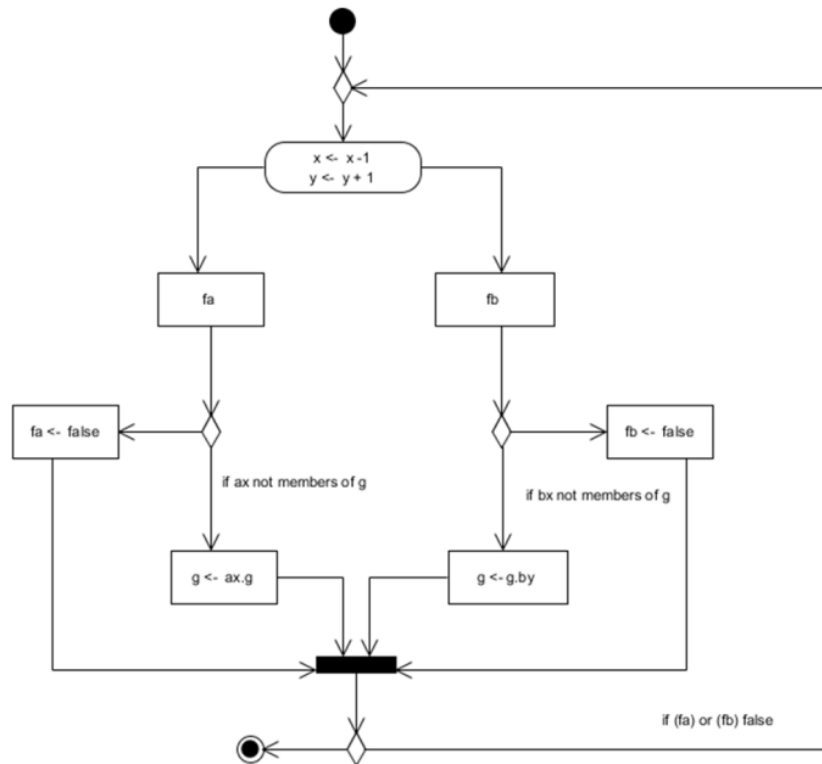 x <- x -1
y <- y + 1
fa
fb
fa <- false
fb <- false
if ax not members of g
if bx not members of g
g <- ax.g
g <- g.by
if (fa) or (fb) false